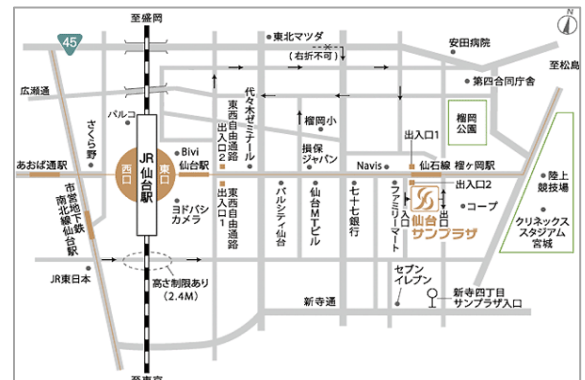 至盛岡
N
45
東北マツダ
(右折不可)
安田病院
至松島
第四合同庁舎
広瀬通
パルコ
さくら野
Bivi
出入口2
東西自由通路
代々木ゼミナール
榴岡小
損保
ジャパン
榴岡
公園
出入口1
Navis
仙石線 榴ヶ岡駅
あおば通駅
西口
JR仙台駅
東口
仙台駅
出入口2
陸上
競技場
市営地下鉄
南北線仙台駅
ヨドバシ
カメラ
出入口1
東西自由通路
パルシティ仙台
仙台MTビル
七十七銀行
ファミリーマート
入口
出口
コープ
仙台
サンプラザ
クリネックス
スタジアム
宮城
JR東日本
高さ制限あり
(2.4M)
新寺通
セブン
イレブン
新寺四丁目
サンプラザ入口
至東京